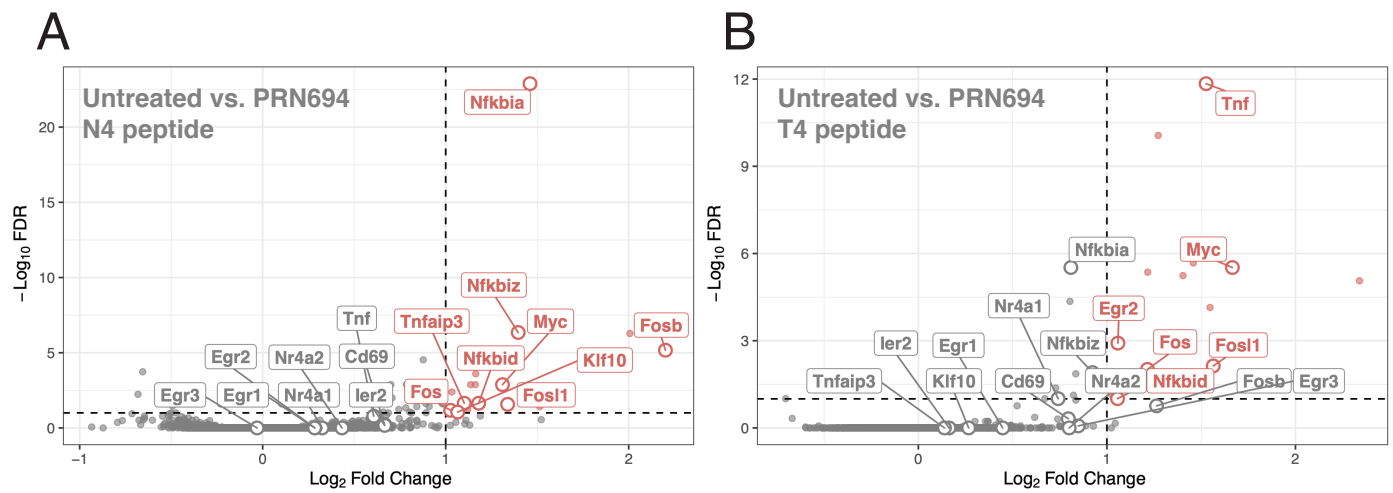 A
Untreated vs. PRN694
N4 peptide
− Log10 FDR
20
15
10
5
0
−1
0
1
2
Log2 Fold Change
Nfkbia
Nfkbiz
Tnf
Tnfaip3
Myc
Fosb
Egr2
Nr4a2
Cd69
Nfkbid
Klf10
Egr3
Egr1
Nr4a1
Ier2
Fos
Fosl1
B
Untreated vs. PRN694
T4 peptide
− Log10 FDR
12
9
6
3
0
0
1
2
Log2 Fold Change
Tnf
Nfkbia
Myc
Nr4a1
Egr2
Ier2
Egr1
Nfkbiz
Fos
Fosl1
Tnfaip3
Klf10
Cd69
Nr4a2
Nfkbid
Fosb
Egr3